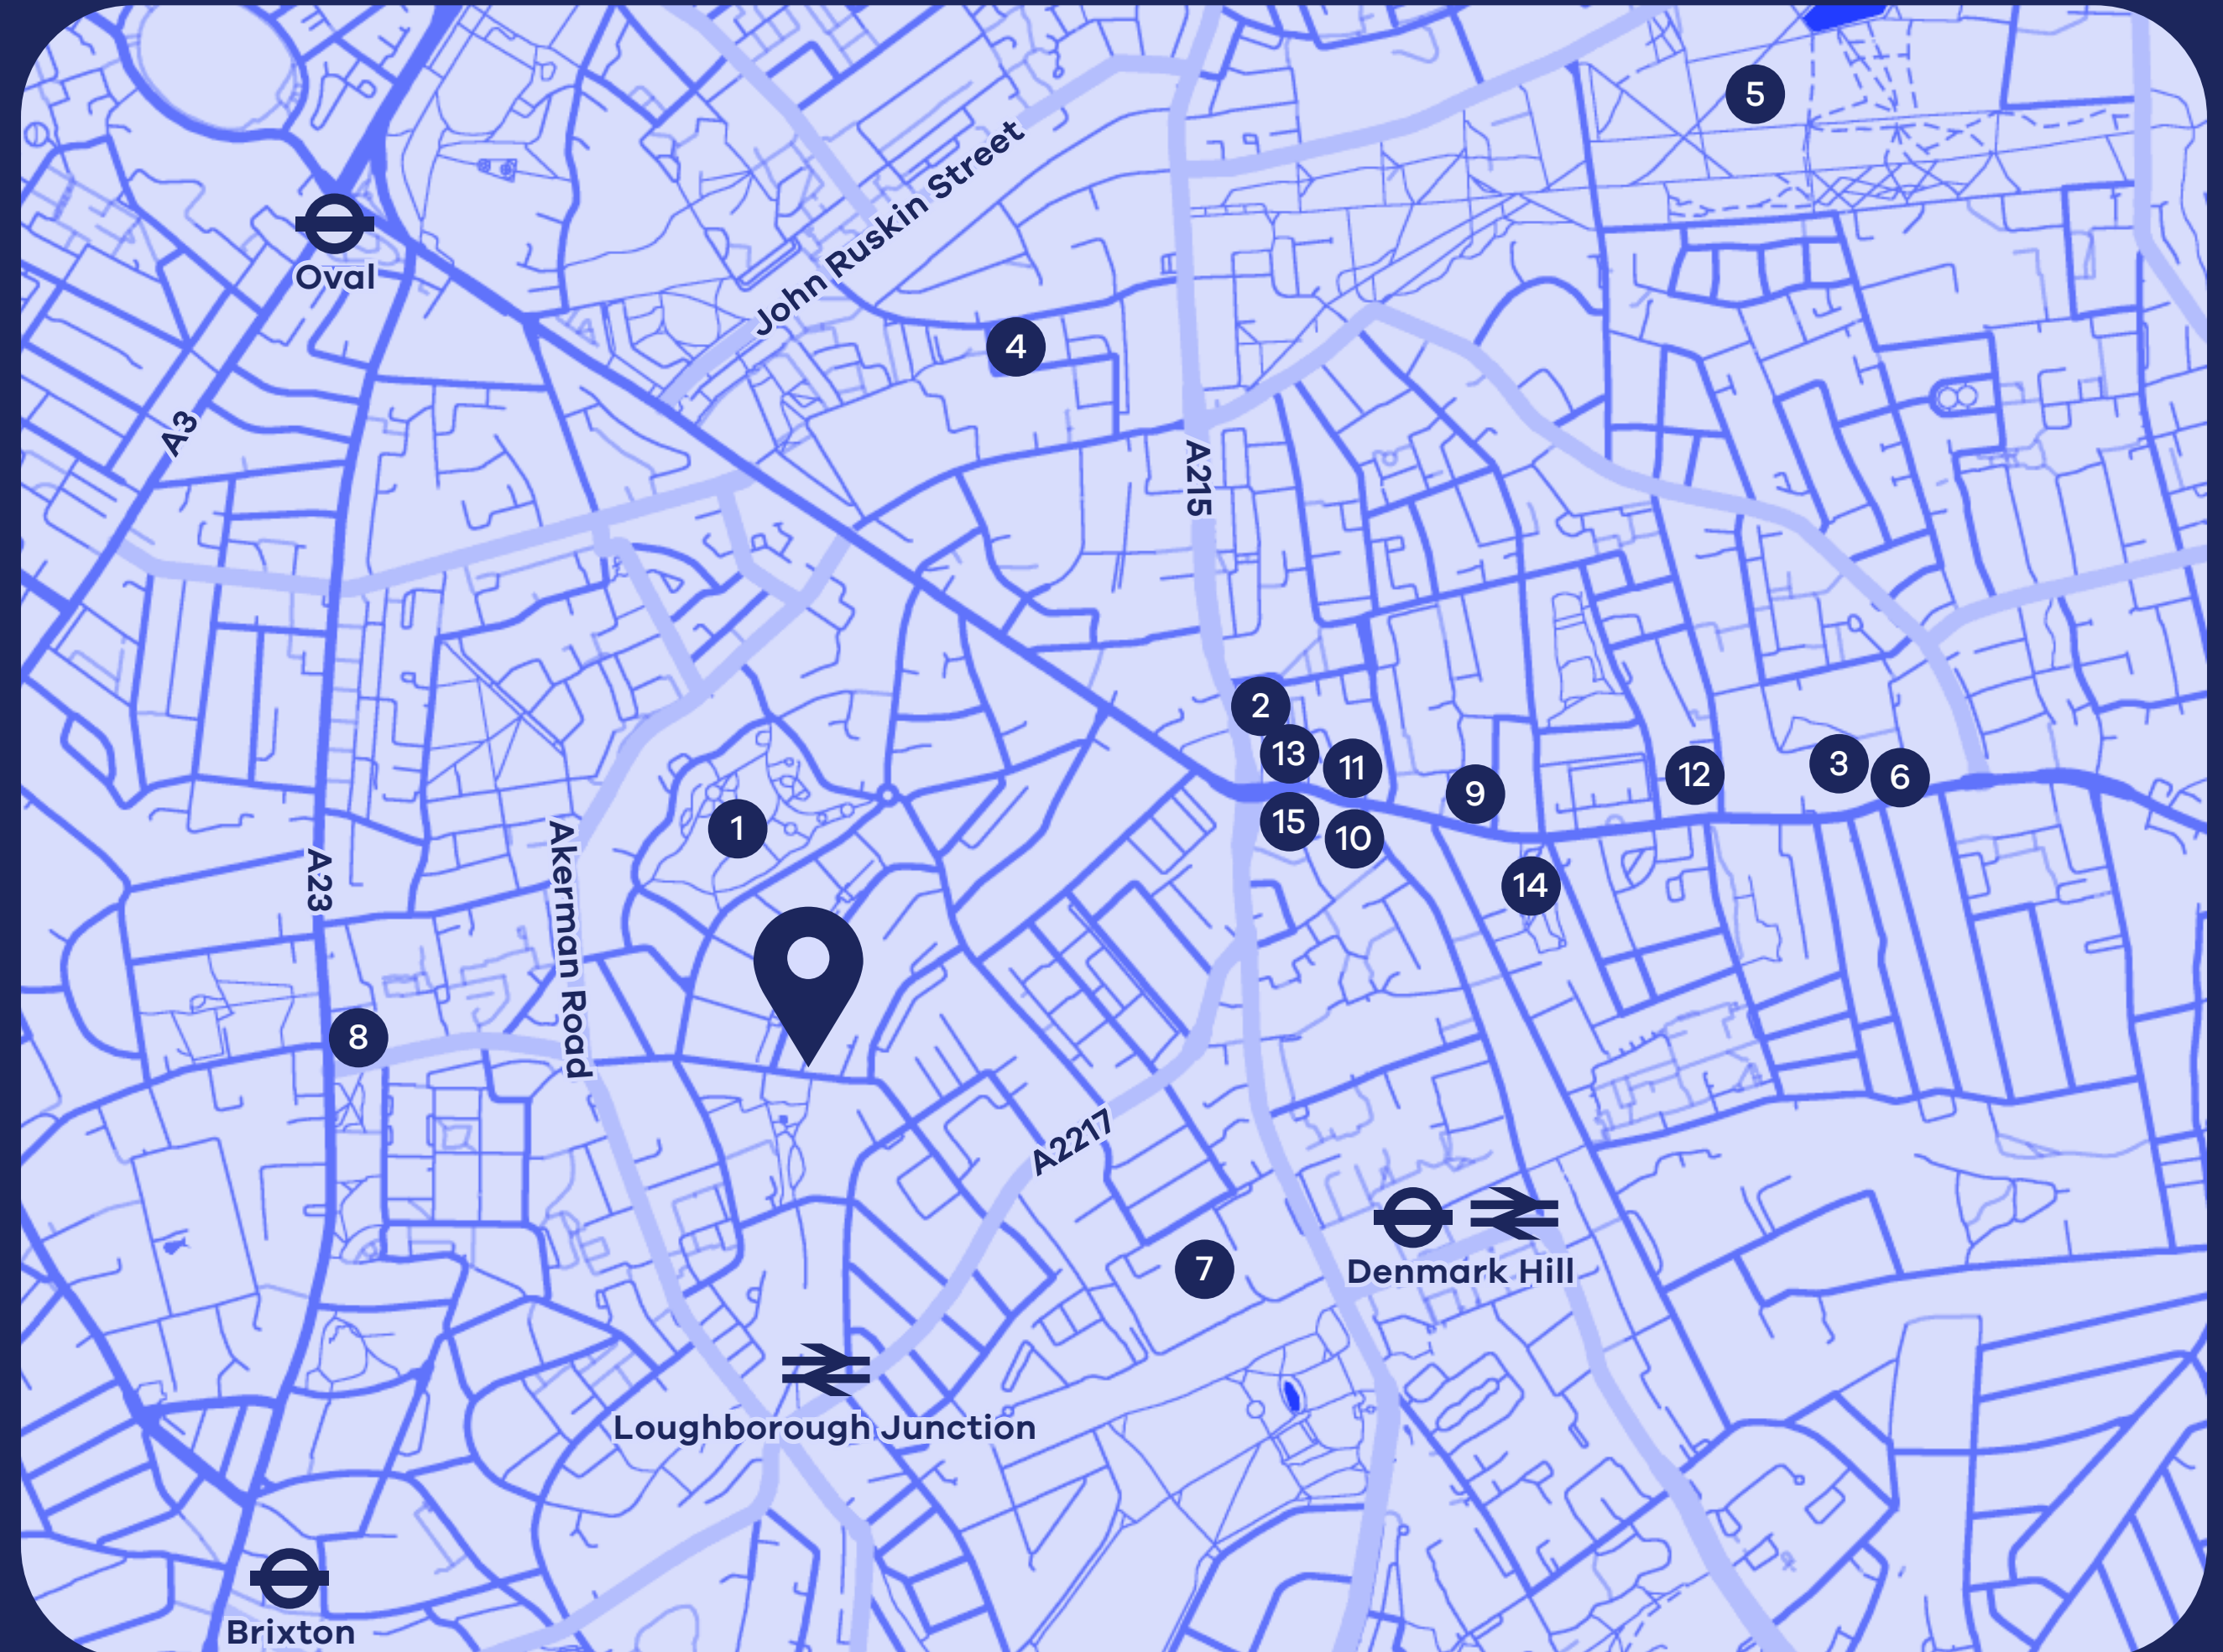 5
John Ruskin Street
Oval
4
A3
A215
2
13
11
12
3
6
9
1
15
10
A23
Akerman Road
14
8
A2217
7
Denmark Hill
Loughborough Junction
Brixton